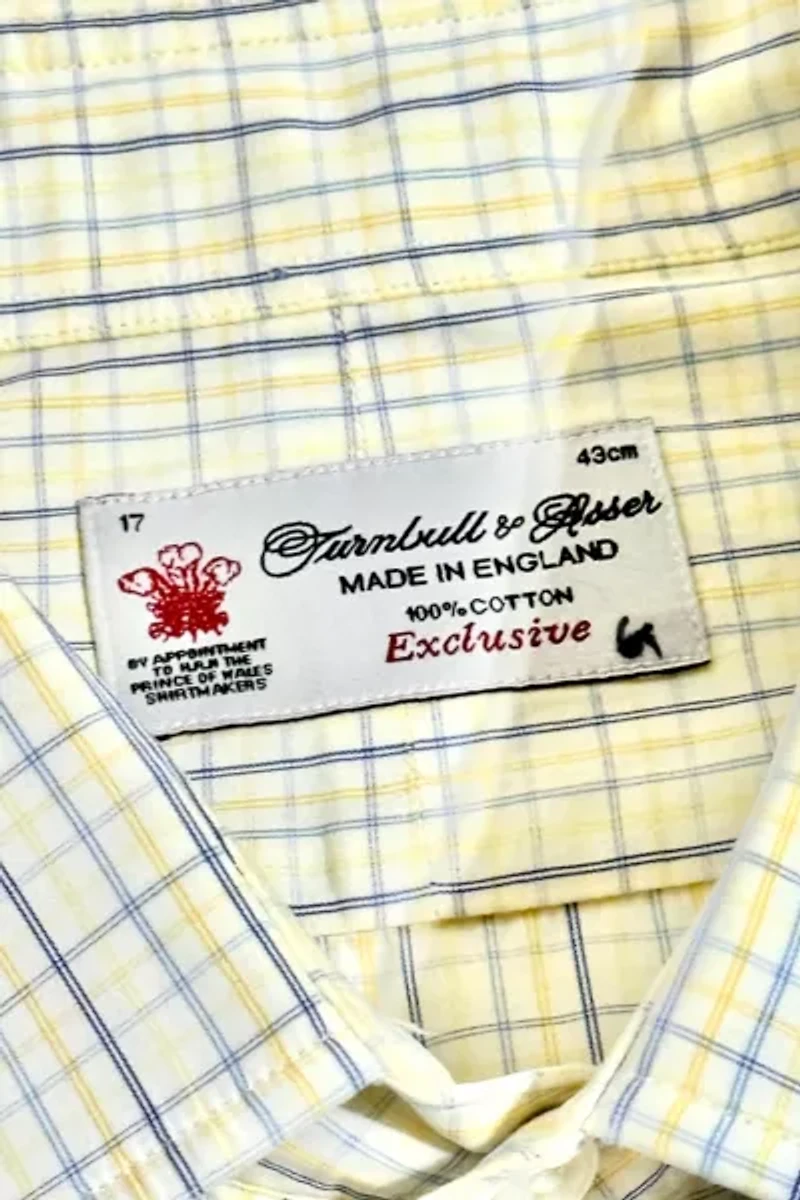 17
43cm
Turnbull & Asser
MADE IN ENGLAND
100% COTTON
Exclusive
BY APPOINTMENT
TO H.R.H THE
PRINCE OF WALES
SHIRTMAKERS